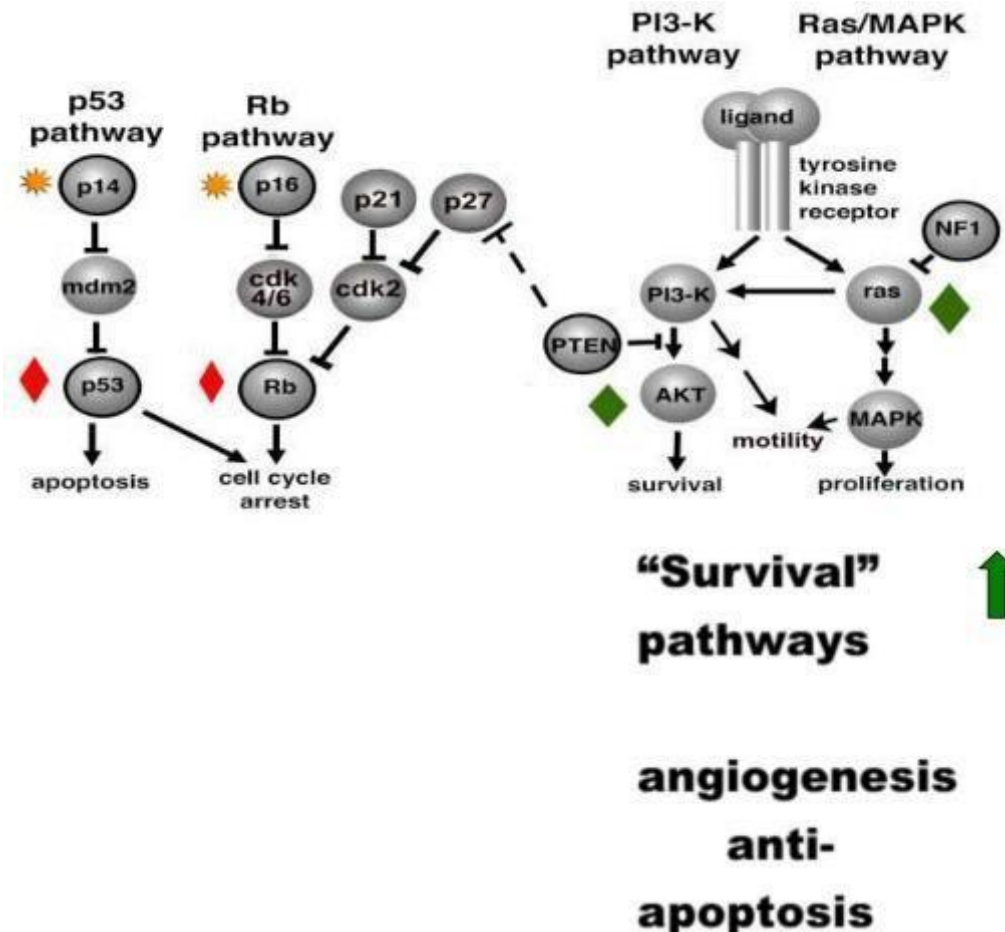 PI3-K
pathway
Ras/MAPK
pathway
p53
pathway
Rb
pathway
ligand
tyrosine
kinase
receptor
p14
p16
p21
p27
NF1
mdm2
cdk
4/6
cdk2
PI3-K
ras
PTEN
p53
Rb
AKT
MAPK
motility
apoptosis
cell cycle
arrest
survival
proliferation
“Survival”
pathways
angiogenesis
anti-
apoptosis